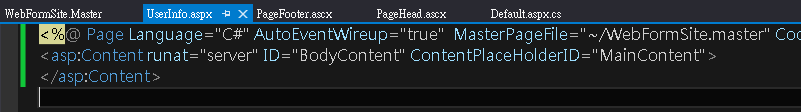 WebFormSite.Master UserInfo.aspx PageFooter.ascx PageHead.ascx Default.aspx.cs
<%@ Page Language="C#" AutoEventWireup="true" MasterPageFile="~/WebFormSite.master" Coc
<asp:Content runat="server" ID="BodyContent" ContentPlaceHolderID="MainContent">
</asp:Content>